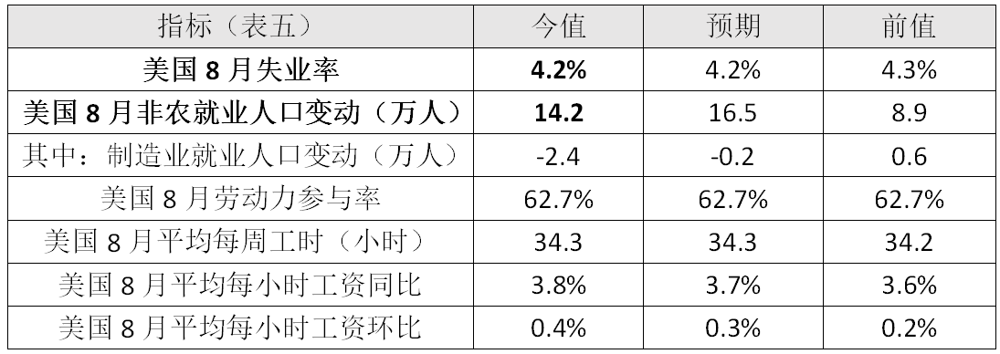 指标（表五） 今值 预期 前值
美国8月失业率 4.2% 4.2% 4.3%
美国8月非农就业人口变动（万人） 14.2 16.5 8.9
其中：制造业就业人口变动（万人） -2.4 -0.2 0.6
美国8月劳动力参与率 62.7% 62.7% 62.7%
美国8月平均每周工时（小时） 34.3 34.3 34.2
美国8月平均每小时工资同比 3.8% 3.7% 3.6%
美国8月平均每小时工资环比 0.4% 0.3% 0.2%